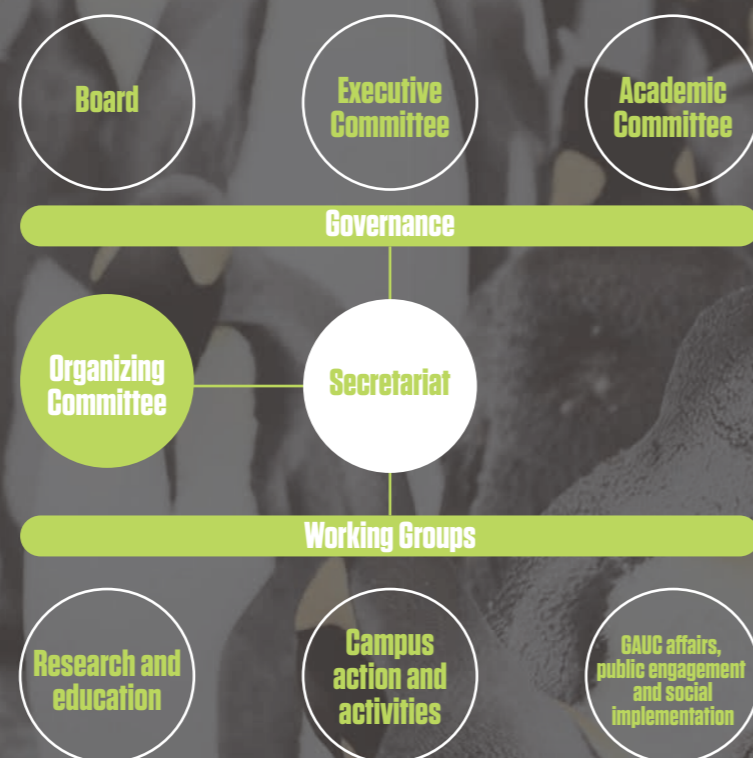 Board
Executive
Committee
Academic
Committee
Governance
Organizing
Committee
Secretariat
Working Groups
Research and
education
Campus
action and
activities
GAUC affairs,
public engagement
and social
implementation